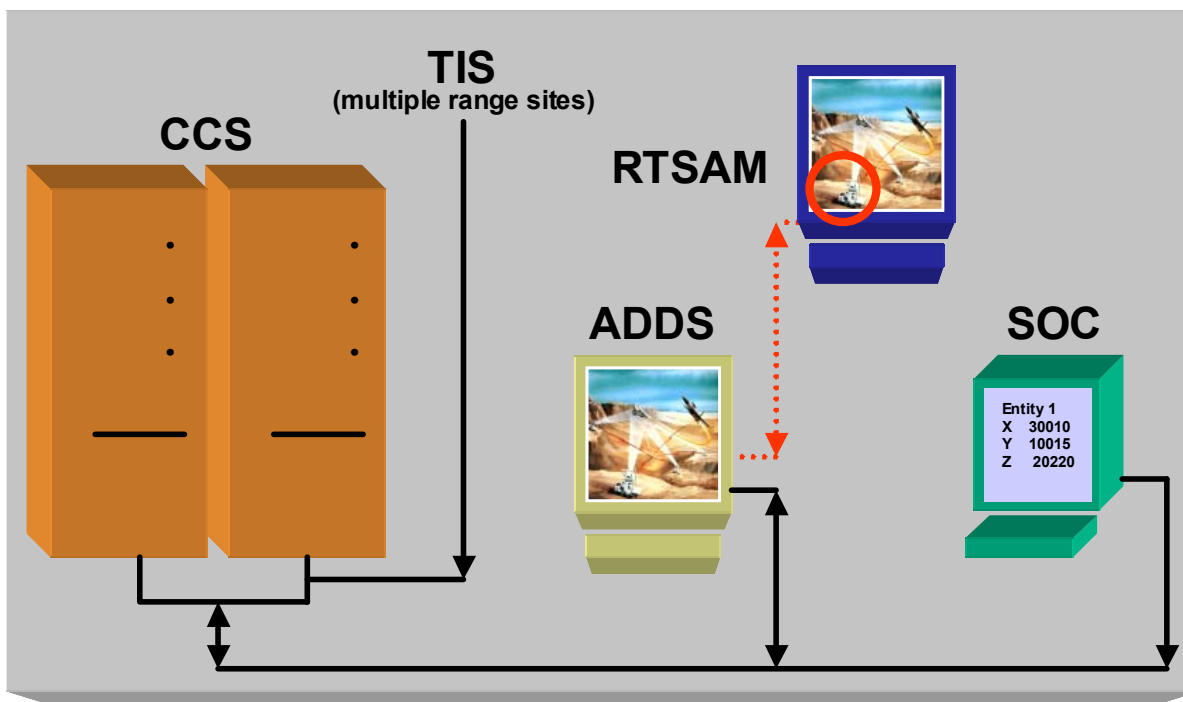 TIS
(multiple range sites)
CCS
RTSAM
ADDS
SOC
Entity 1
X 30010
Y 10015
Z 20220